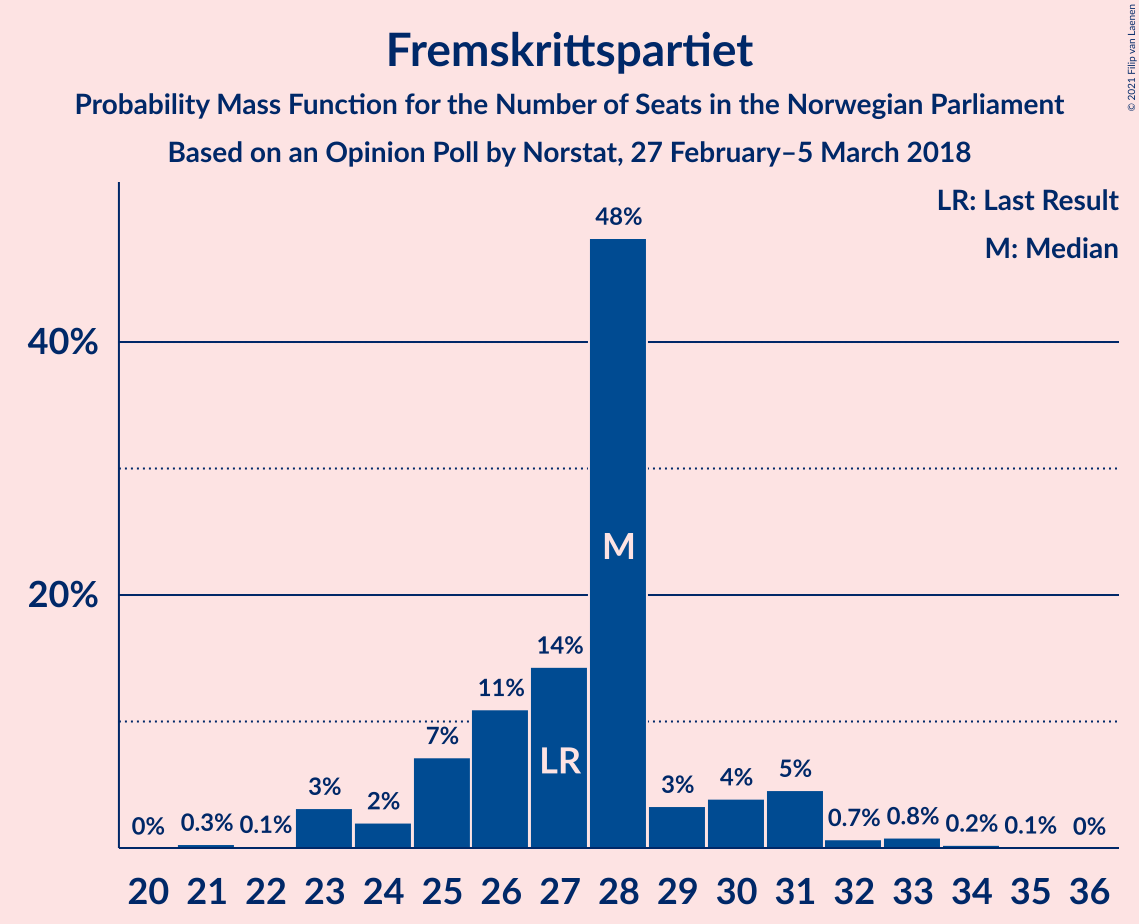 Fremskrittspartiet
Probability Mass Function for the Number of Seats in the Norwegian Parliament
Based on an Opinion Poll by Norstat, 27 February–5 March 2018
© 2021 Filip van Laenen
LR: Last Result
M: Median
40%
20%
0% 0.3% 0.1% 3% 2% 7% 11% 14% 48% 3% 4% 5% 0.7% 0.8% 0.2% 0.1% 0%
M
LR
20 21 22 23 24 25 26 27 28 29 30 31 32 33 34 35 36